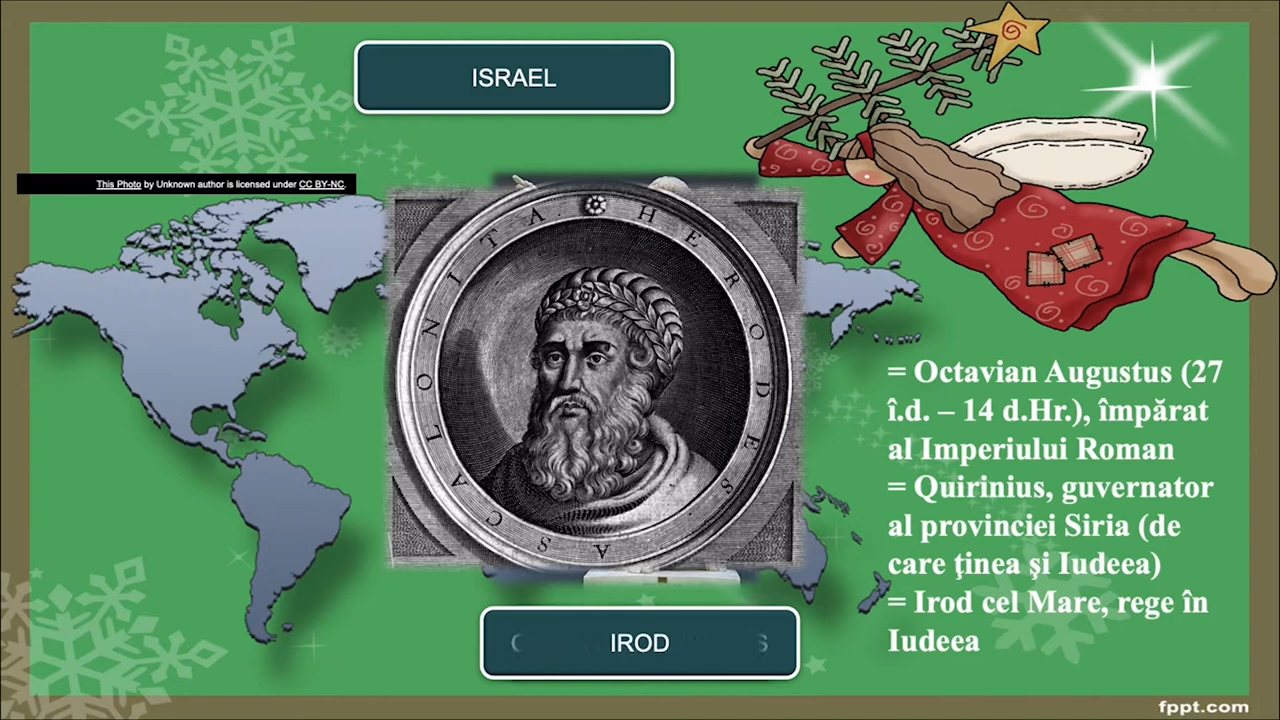 ISRAEL
This Photo by Unknown author is licensed under CC BY-NC.
HERODES ASCALONITA
= Octavian Augustus (27
î.d. – 14 d.Hr.), împărat
al Imperiului Roman
= Quirinius, guvernator
al provinciei Siria (de
care ţinea şi Iudeea)
= Irod cel Mare, rege în
Iudeea
IROD
fppt.com